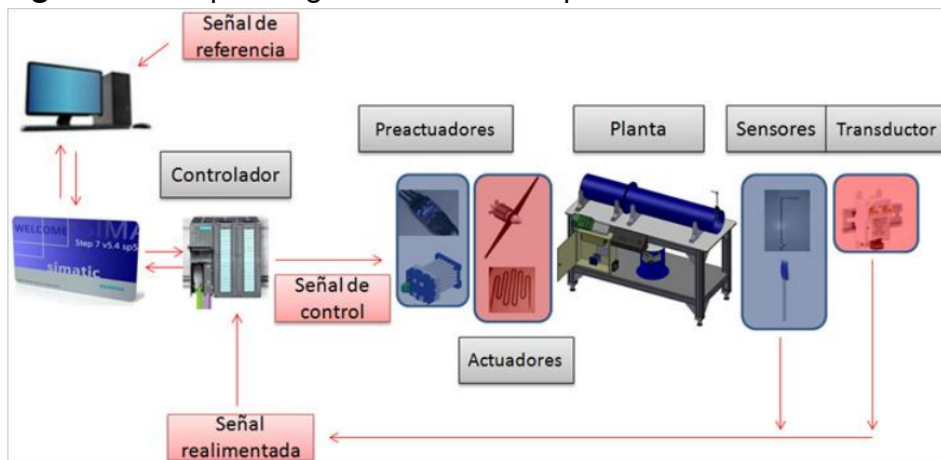 Señal de
referencia
Preactuadores
Planta
Sensores
Transductor
Controlador
WELCOME
SIMA
Step 7 v5.4 sp5
simatic
Señal de
control
Actuadores
Señal
realimentada